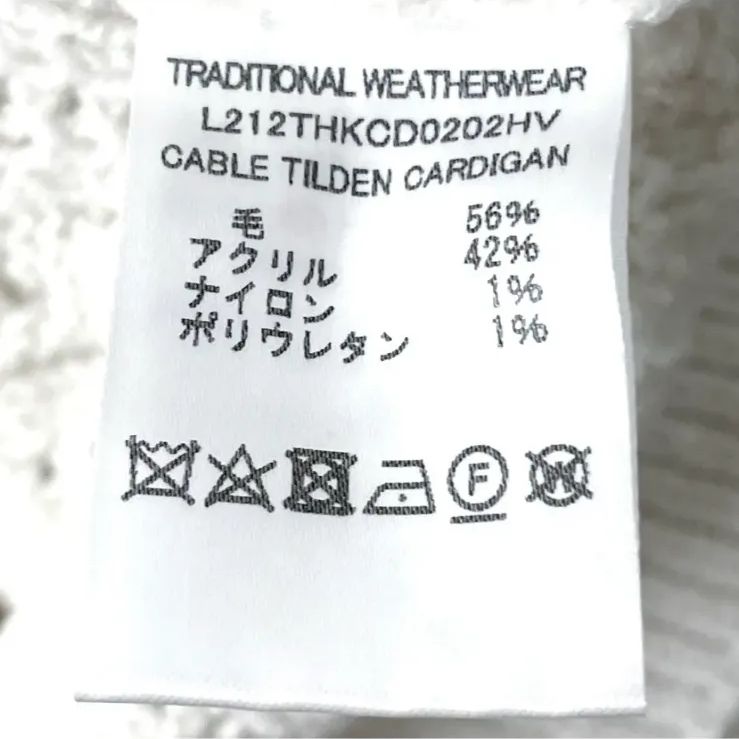 TRADITIONAL WEATHERWEAR
L212THKCD0202HV
CABLE TILDEN CARDIGAN
毛 56%
アクリル 42%
ナイロン 1%
ポリウレタン 1%
F W